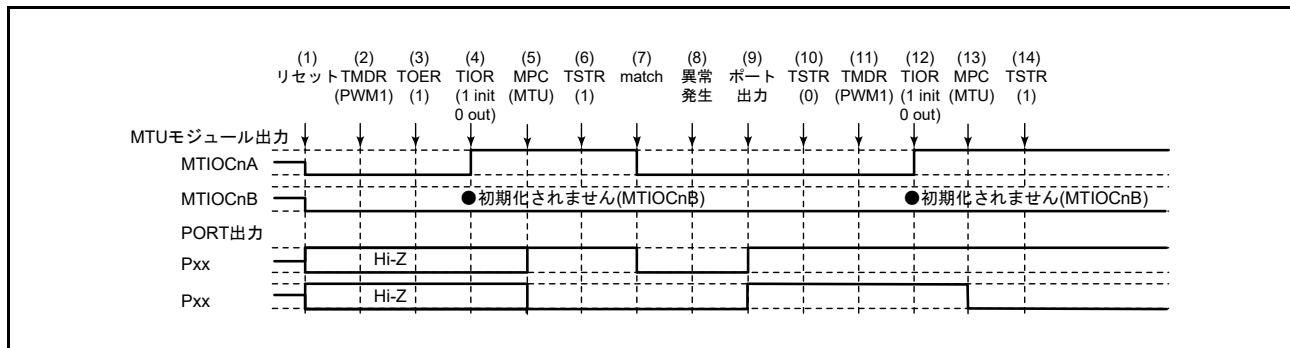 (1) (2) (3) (4) (5) (6) (7) (8) (9) (10) (11) (12) (13) (14)
リセット TMDR TOER TIOR MPC TSTR match 異常 ポート TSTR TMDR TIOR MPC TSTR
(PWM1) (1) (1 init (MTU) (1) 発生 出力 (0) (PWM1) (1 init (MTU) (1)
0 out) 0 out)
MTUモジュール出力
MTIOCnA
MTIOCnB ●初期化されません(MTIOCnB) ●初期化されません(MTIOCnB)
PORT出力
Pxx Hi-Z
Pxx Hi-Z